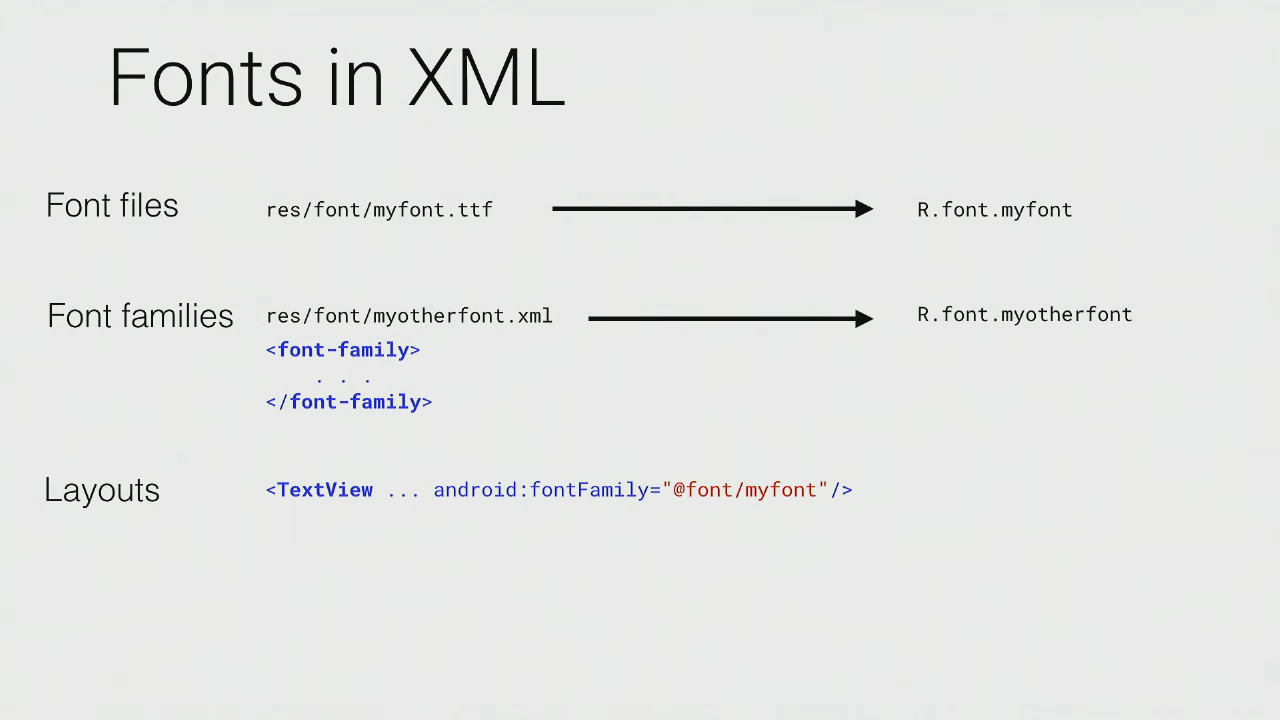 Fonts in XML
Font files res/font/myfont.ttf R.font.myfont
Font families res/font/myotherfont.xml R.font.myotherfont
<font-family>
. . .
</font-family>
Layouts <TextView ... android:fontFamily="@font/myfont"/>